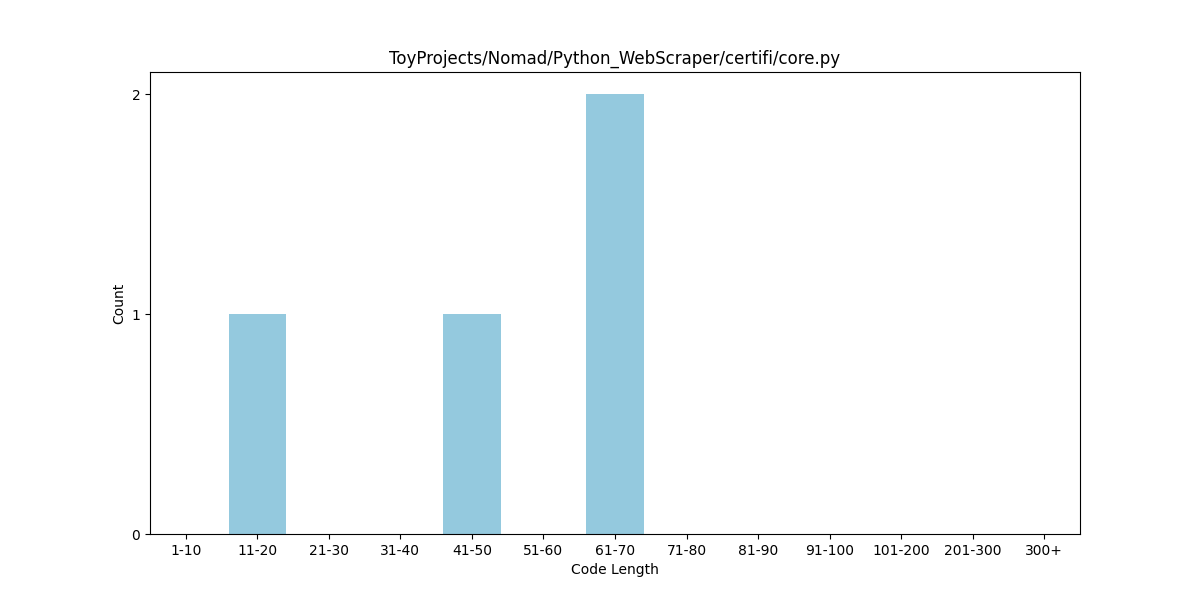 ToyProjects/Nomad/Python_WebScraper/certifi/core.py
2
1
0
Count
1-10 11-20 21-30 31-40 41-50 51-60 61-70 71-80 81-90 91-100 101-200 201-300 300+
Code Length